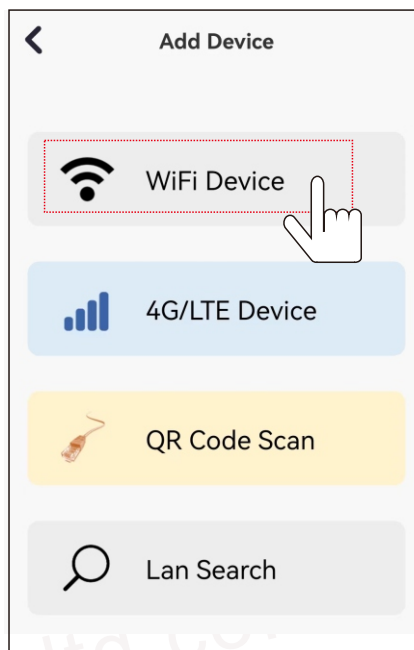 Add Device
WiFi Device
4G/LTE Device
QR Code Scan
Lan Search